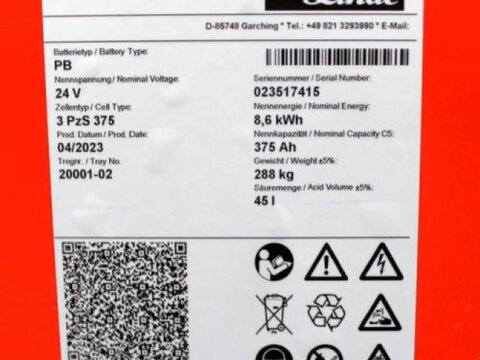 D-85748 Garching * Tel.: +49 821 3293990 * E-Mail:
Batterietyp / Battery Type:
PB
Nennspannung / Nominal Voltage:
24 V
Zellentyp / Cell Type:
3 PzS 375
Prod. Datum / Prod. Date:
04/2023
Trognr. / Tray No.
20001-02
Seriennummer / Serial Number:
023517415
Nennenergie / Nominal Energy:
8,6 kWh
Nennkapazität / Nominal Capacity C5:
375 Ah
Gewicht / Weight ±5%:
288 kg
Säuremenge / Acid Volume ±5%:
45 l